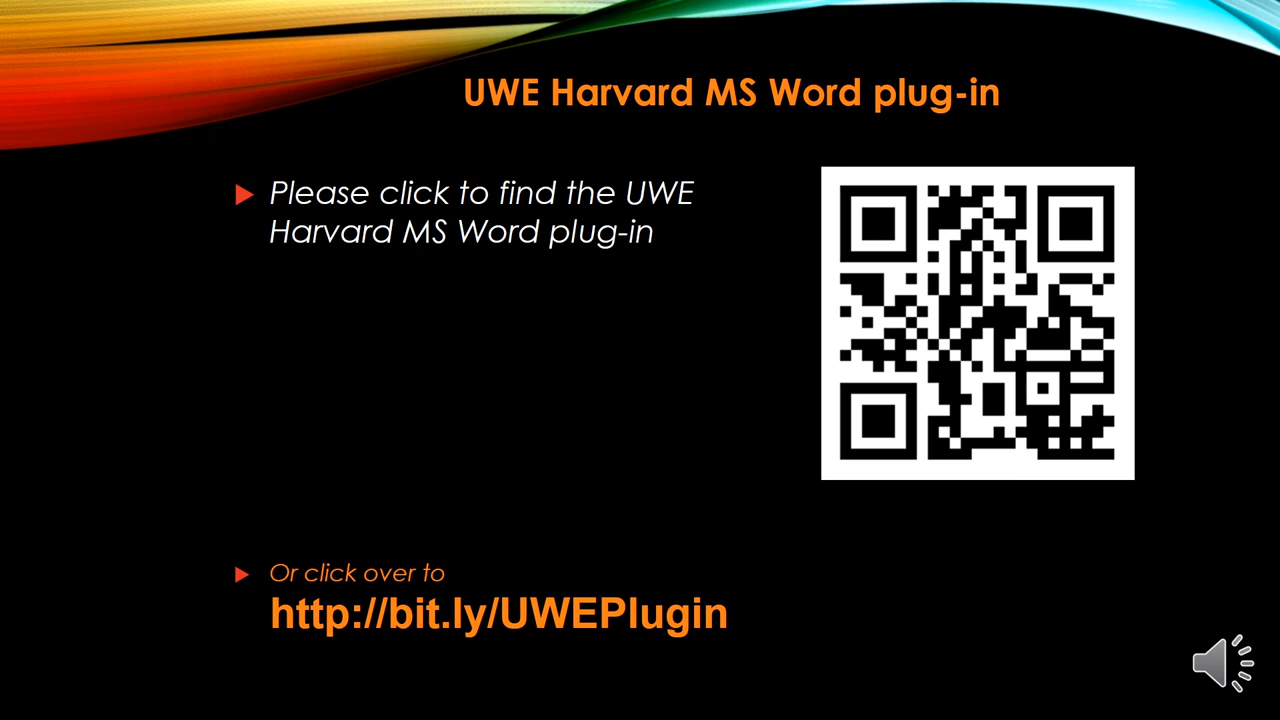 UWE Harvard MS Word plug-in
Please click to find the UWE
Harvard MS Word plug-in
Or click over to
http://bit.ly/UWEPlugin